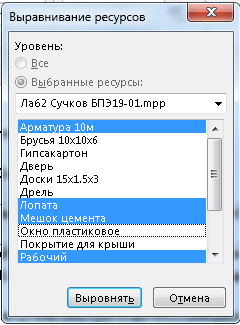 Выравнивание ресурсов
Уровень:
Все
Выбранные ресурсы:
Лаб2 Сучков БПЭ19-01.mpp
Арматура 10м
Брусья 10х10х6
Гипсакартон
Дверь
Доски 15х1.5х3
Дрель
Лопата
Мешок цемента
Окно пластиковое
Покрытие для крыши
Рабочий
Выровнять
Отмена